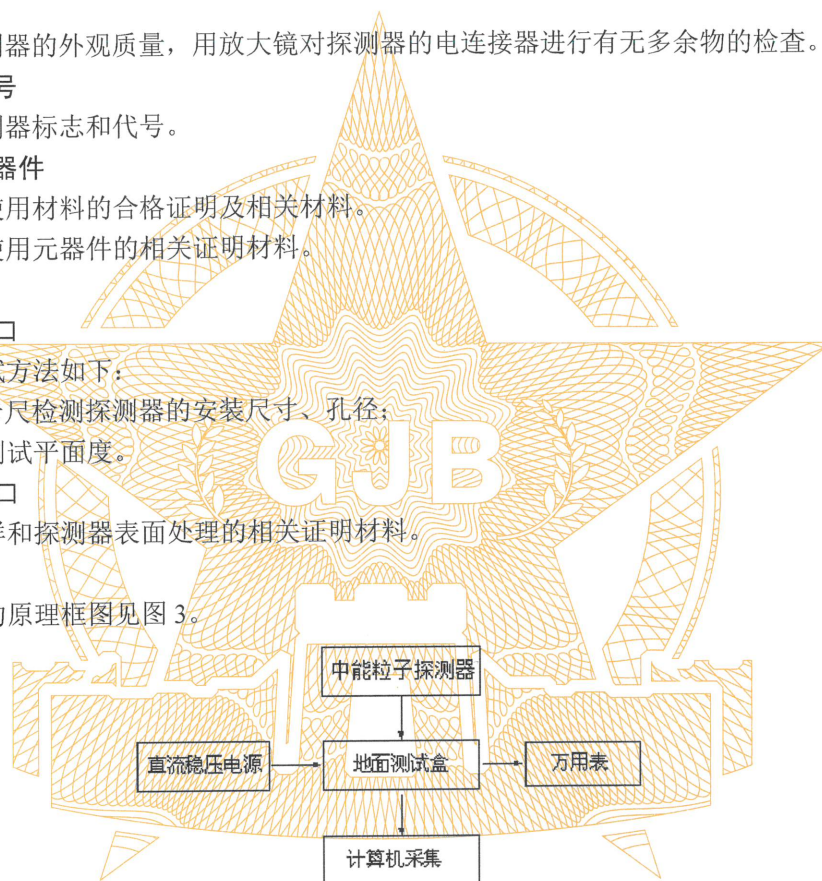 器的外观质量，用放大镜对探测器的电连接器进行有无多余物的检查。
号
器标志和代号。
器件
使用材料的合格证明及相关材料。
使用元器件的相关证明材料。
口
方法如下：
尺检测探测器的安装尺寸、孔径；
测试平面度。
口
和探测器表面处理的相关证明材料。
的原理框图见图 3。
GJB
中能粒子探测器
直流稳压电源 地面测试盒 万用表
计算机采集